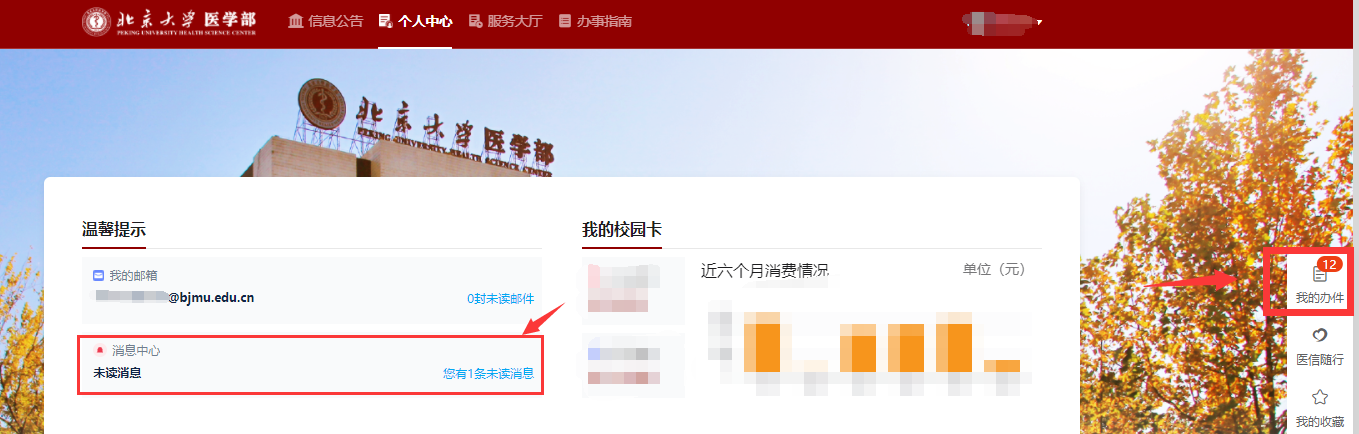 北京大学医学部
PEKING UNIVERSITY HEALTH SCIENCE CENTER
信息公告
个人中心
服务大厅
办事指南
北京大学医学部
PEKING UNIVERSITY HEALTH SCIENCE CENTER
温馨提示
我的邮箱
@bjmu.edu.cn
0封未读邮件
消息中心
未读消息
您有1条未读消息
我的校园卡
近六个月消费情况
单位（元）
12
我的办件
医信随行
我的收藏